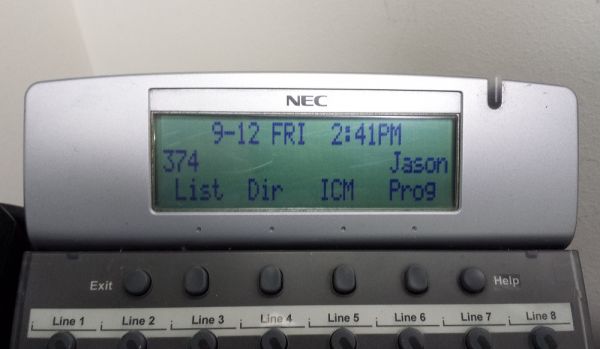 NEC
9-12 FRI 2:41PM
374 Jason
List Dir ICM Prog
Exit Help
Line 1 Line 2 Line 3 Line 4 Line 5 Line 6 Line 7 Line 8